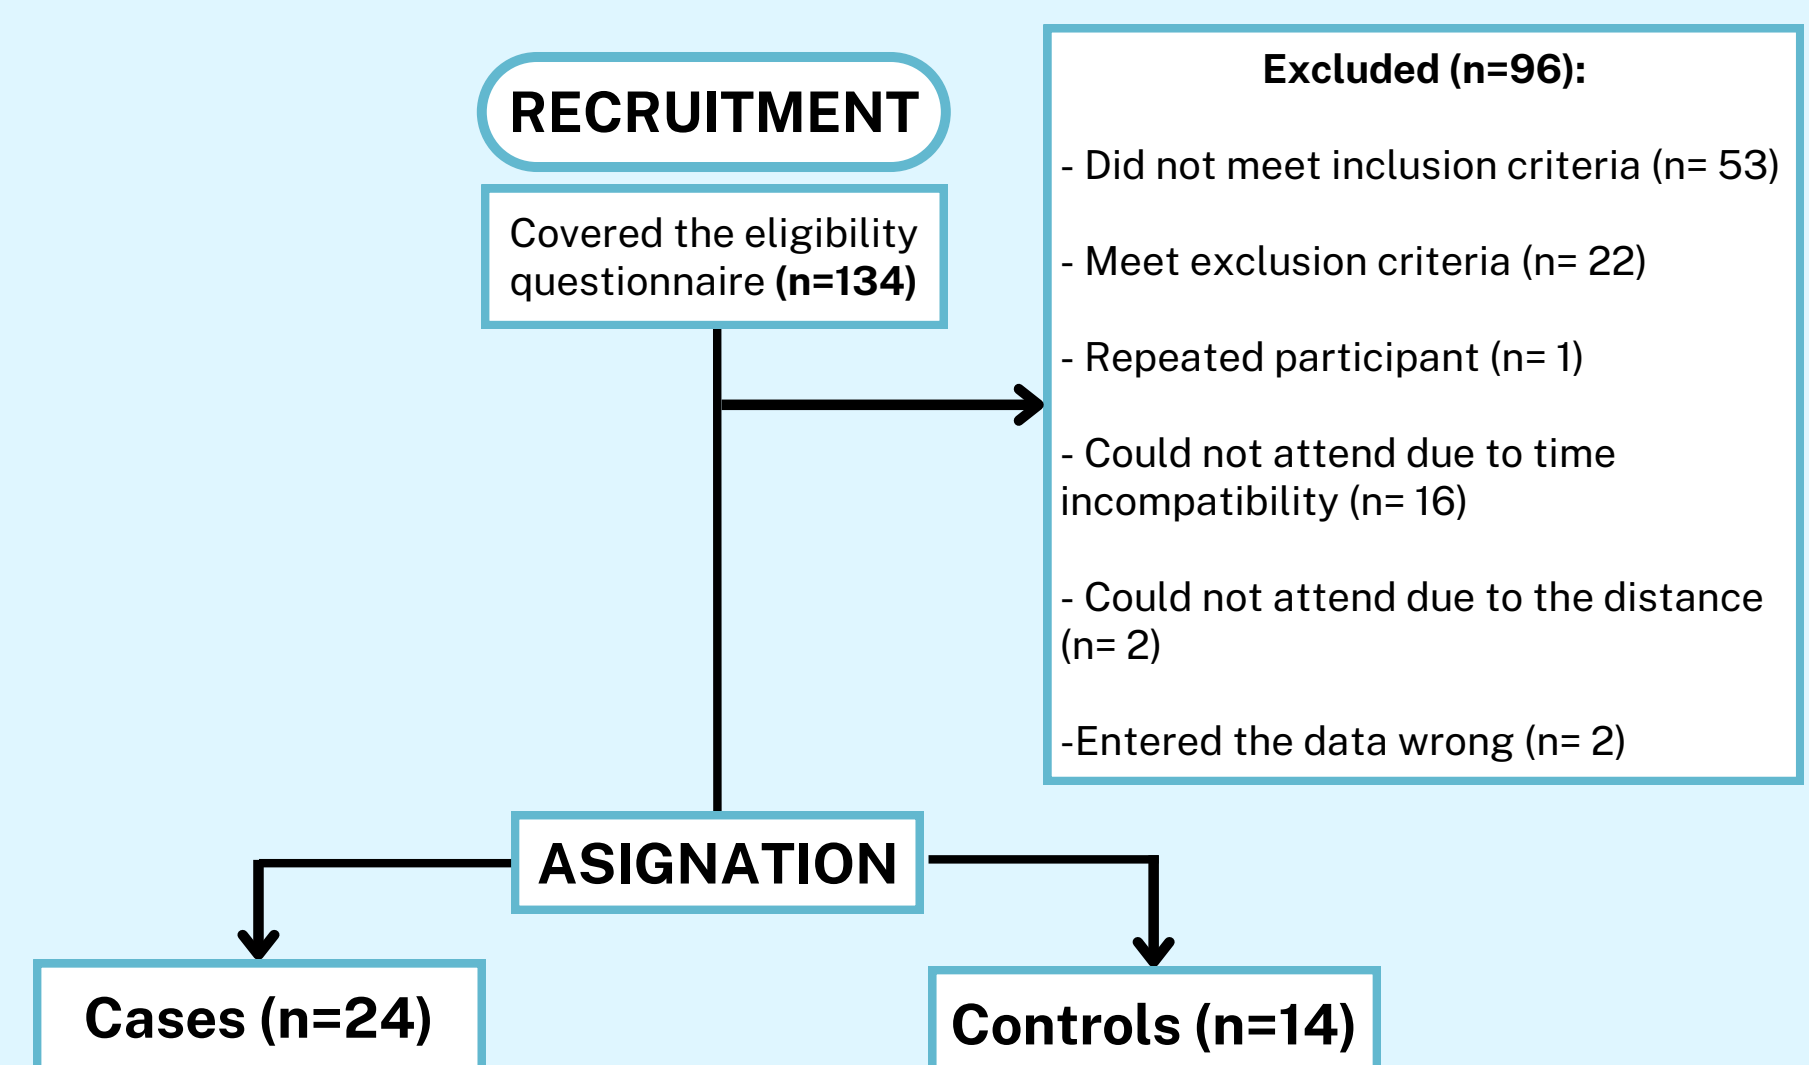 RECRUITMENT
Covered the eligibility
questionnaire (n=134)
Excluded (n=96):
- Did not meet inclusion criteria (n= 53)
- Meet exclusion criteria (n= 22)
- Repeated participant (n= 1)
- Could not attend due to time
incompatibility (n= 16)
- Could not attend due to the distance
(n= 2)
-Entered the data wrong (n= 2)
ASIGNATION
Cases (n=24)
Controls (n=14)